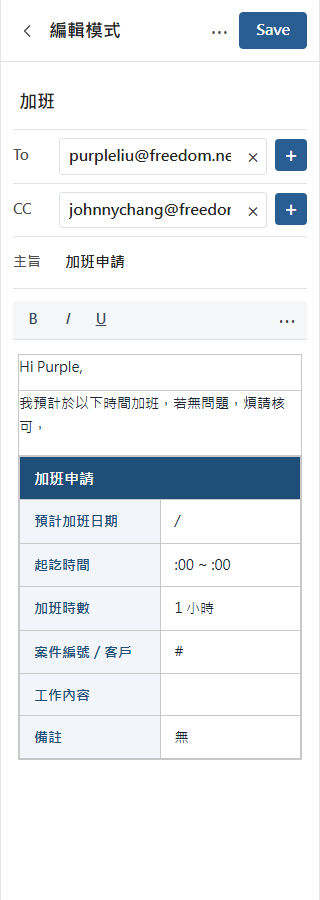 編輯模式 ... Save
加班
To purpleliu@freedom.ne ×  +
CC johnnychang@freedor × +
主旨 加班申請
B I U ...
Hi Purple,
我預計於以下時間加班，若無問題，煩請核
可，
加班申請
預計加班日期 /
起訖時間 :00 ~ :00
加班時數 1 小時
案件編號 / 客戶 #
工作內容
備註 無